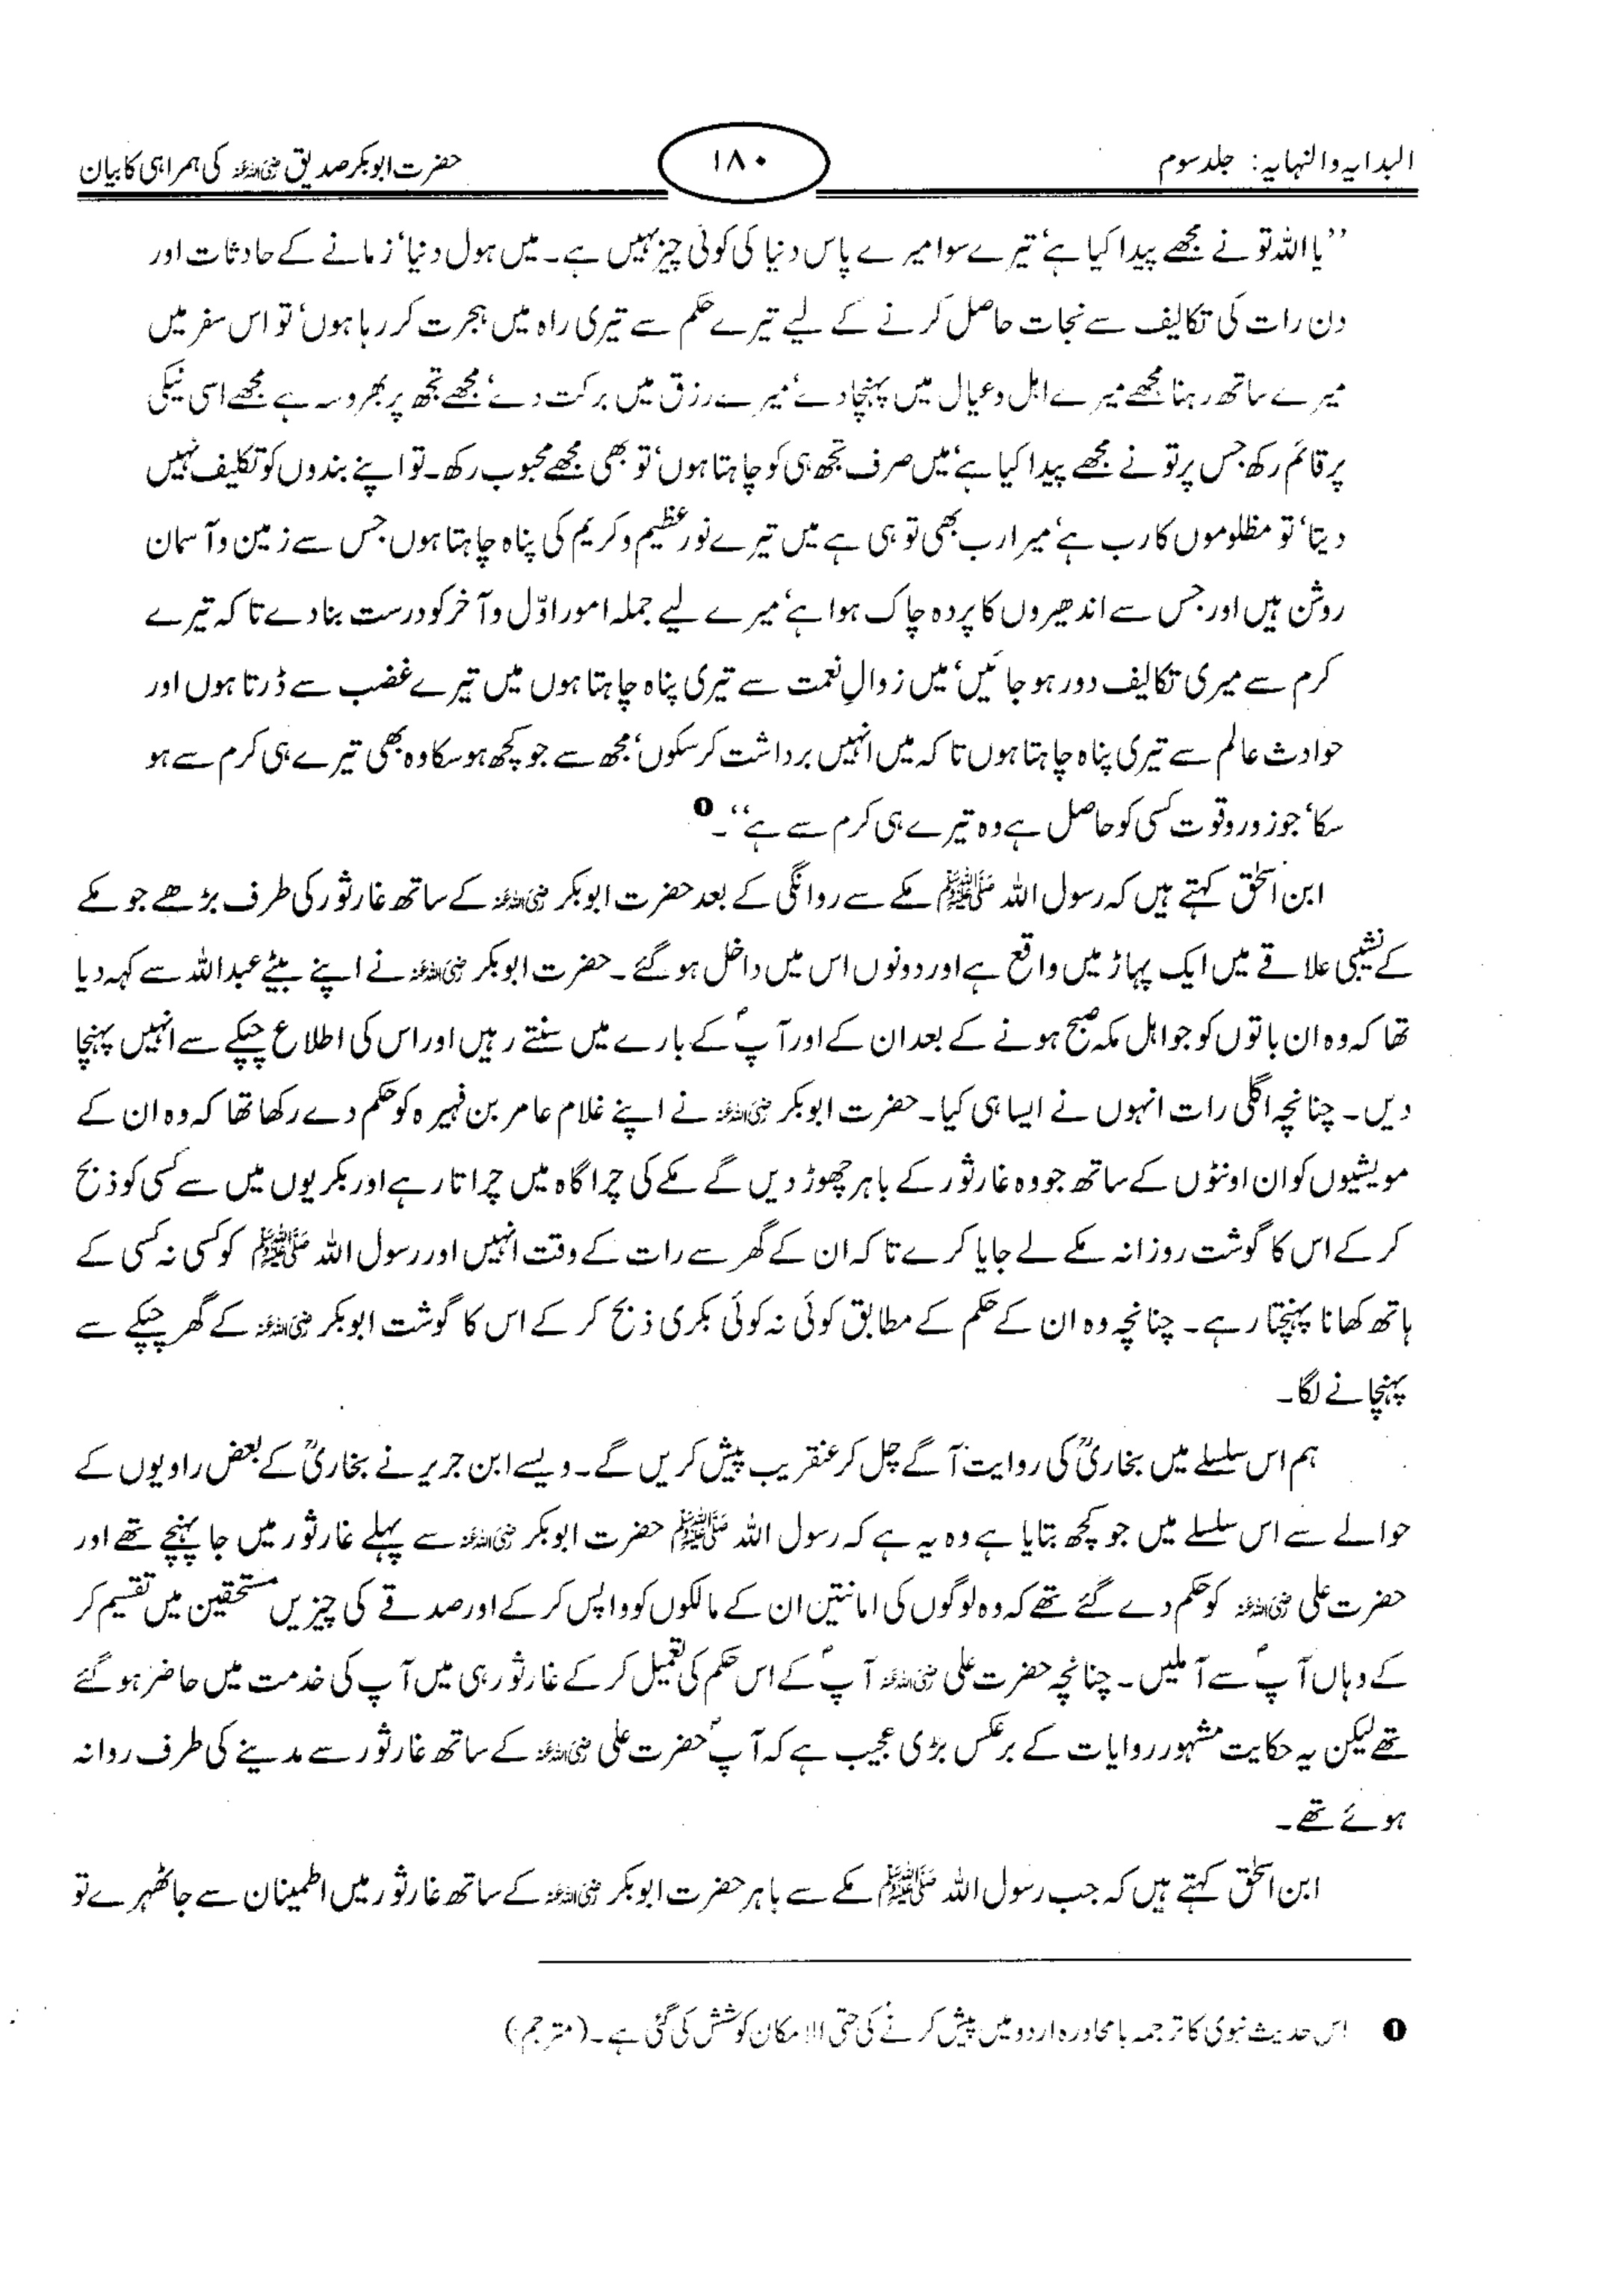 البدایہ والنہایہ: جلد سوم
۱۸۰
حضرت ابوبکر صدیق رضی اللہ عنہ کی ہمراہی کا بیان
’’یا اللہ تو نے مجھے پیدا کیا ہے‘ تیرے سوا میرے پاس دنیا کی کوئی چیز نہیں ہے۔ میں ہول دنیا‘ زمانے کے حادثات اور
دن رات کی تکالیف سے نجات حاصل کرنے کے لیے تیرے حکم سے تیری راہ میں ہجرت کر رہا ہوں‘ تو اس سفر میں
میرے ساتھ رہنا مجھے میرے اہل و عیال میں پہنچا دے‘ میرے رزق میں برکت دے‘ مجھے تجھ پر بھروسہ ہے مجھے اسی نیکی
پر قائم رکھ جس پر تو نے مجھے پیدا کیا ہے‘ میں صرف تجھ ہی کو چاہتا ہوں‘ تو بھی مجھے محبوب رکھ۔ تو اپنے بندوں کو تکلیف نہیں
دیتا‘ تو مظلوموں کا رب ہے‘ میرا رب بھی تو ہی ہے میں تیرے نور عظیم و کریم کی پناہ چاہتا ہوں جس سے زمین و آسمان
روشن ہیں اور جس سے اندھیروں کا پردہ چاک ہوا ہے‘ میرے لیے جملہ امور اوّل و آخر کو درست بنا دے تا کہ تیرے
کرم سے میری تکالیف دور ہو جائیں‘ میں زوالِ نعمت سے تیری پناہ چاہتا ہوں میں تیرے غضب سے ڈرتا ہوں اور
حوادث عالم سے تیری پناہ چاہتا ہوں تا کہ میں انہیں برداشت کر سکوں‘ مجھ سے جو کچھ ہو سکا وہ بھی تیرے ہی کرم سے ہو
سکا‘ جو زور و قوت کسی کو حاصل ہے وہ تیرے ہی کرم سے ہے‘‘۔ ❶
ابن اسحٰق کہتے ہیں کہ رسول اللہ ﷺ مکے سے روانگی کے بعد حضرت ابوبکر رضی اللہ عنہ کے ساتھ غار ثور کی طرف بڑھے جو مکے
کے نشیبی علاقے میں ایک پہاڑ میں واقع ہے اور دونوں اس میں داخل ہو گئے۔ حضرت ابوبکر رضی اللہ عنہ نے اپنے بیٹے عبداللہ سے کہہ دیا
تھا کہ وہ ان باتوں کو جو اہل مکہ صبح ہونے کے بعد ان کے اور آپؐ کے بارے میں سنتے رہیں اور اس کی اطلاع چپکے سے انہیں پہنچا
دیں۔ چنانچہ اگلی رات انہوں نے ایسا ہی کیا۔ حضرت ابوبکر رضی اللہ عنہ نے اپنے غلام عامر بن فہیرہ کو حکم دے رکھا تھا کہ وہ ان کے
مویشیوں کو ان اونٹوں کے ساتھ جو وہ غار ثور کے باہر چھوڑ دیں گے مکے کی چراگاہ میں چراتا رہے اور بکریوں میں سے کسی کو ذبح
کر کے اس کا گوشت روزانہ مکے لے جایا کرے تا کہ ان کے گھر سے رات کے وقت انہیں اور رسول اللہ ﷺ کو کسی نہ کسی کے
ہاتھ کھانا پہنچتا رہے۔ چنانچہ وہ ان کے حکم کے مطابق کوئی نہ کوئی بکری ذبح کر کے اس کا گوشت ابوبکر رضی اللہ عنہ کے گھر چپکے سے
پہنچانے لگا۔
ہم اس سلسلے میں بخاریؒ کی روایت آگے چل کر عنقریب پیش کریں گے۔ ویسے ابن جریر نے بخاریؒ کے بعض راویوں کے
حوالے سے اس سلسلے میں جو کچھ بتایا ہے وہ یہ ہے کہ رسول اللہ ﷺ حضرت ابوبکر رضی اللہ عنہ سے پہلے غار ثور میں جا پہنچے تھے اور
حضرت علی رضی اللہ عنہ کو حکم دے گئے تھے کہ وہ لوگوں کی امانتیں ان کے مالکوں کو واپس کر کے اور صدقے کی چیزیں مستحقین میں تقسیم کر
کے وہاں آپؐ سے آ ملیں۔ چنانچہ حضرت علی رضی اللہ عنہ آپؐ کے اس حکم کی تعمیل کر کے غار ثور ہی میں آپ کی خدمت میں حاضر ہو گئے
تھے لیکن یہ حکایت مشہور روایات کے برعکس بڑی عجیب ہے کہ آپؐ حضرت علی رضی اللہ عنہ کے ساتھ غار ثور سے مدینے کی طرف روانہ
ہوئے تھے۔
ابن اسحٰق کہتے ہیں کہ جب رسول اللہ ﷺ مکے سے باہر حضرت ابوبکر رضی اللہ عنہ کے ساتھ غار ثور میں اطمینان سے جا ٹھہرے تو
❶ اس حدیث نبوی کا ترجمہ بامحاورہ اردو میں پیش کرنے کی حتی الامکان کوشش کی گئی ہے۔ (مترجم)